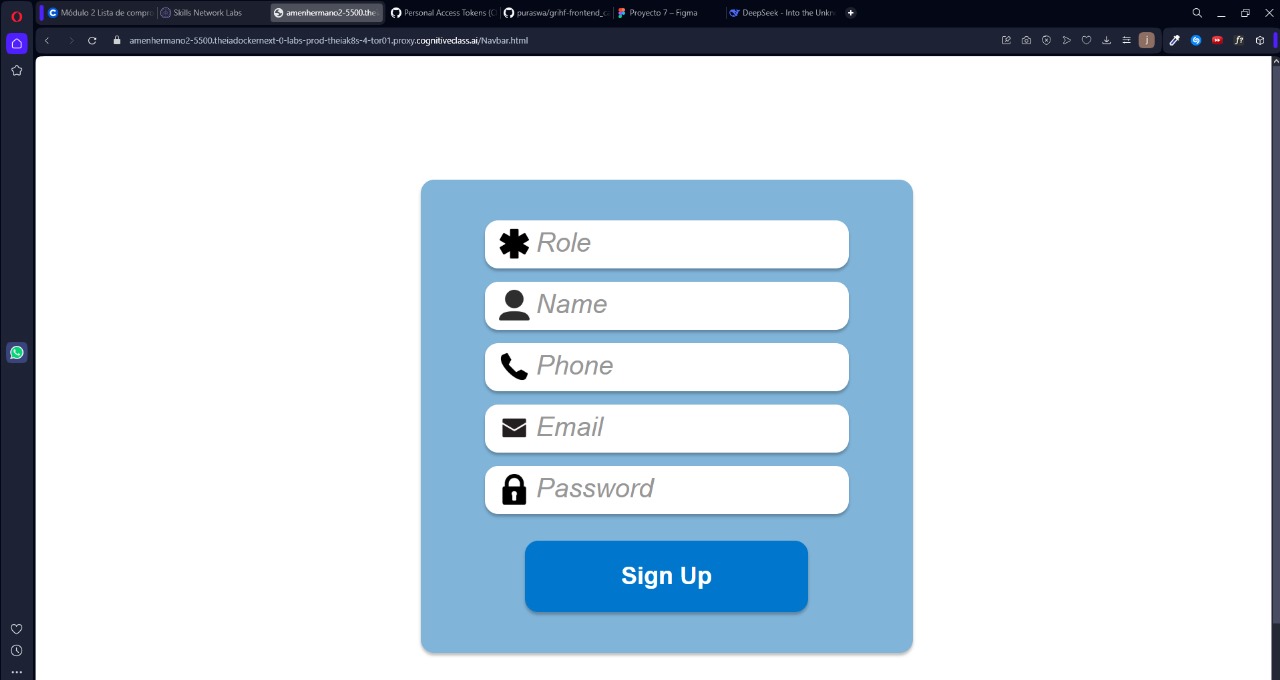 Módulo 2 Lista de compro
Skills Network Labs
amenhermano2-5500.the
Personal Access Tokens (C
puraswa/grihf-frontend_c
Proyecto 7 – Figma
DeepSeek - Into the Unkn
amenhermano2-5500.theiadockernext-0-labs-prod-theiak8s-4-tor01.proxy.cognitiveclass.ai/Navbar.html
Role
Name
Phone
Email
Password
Sign Up